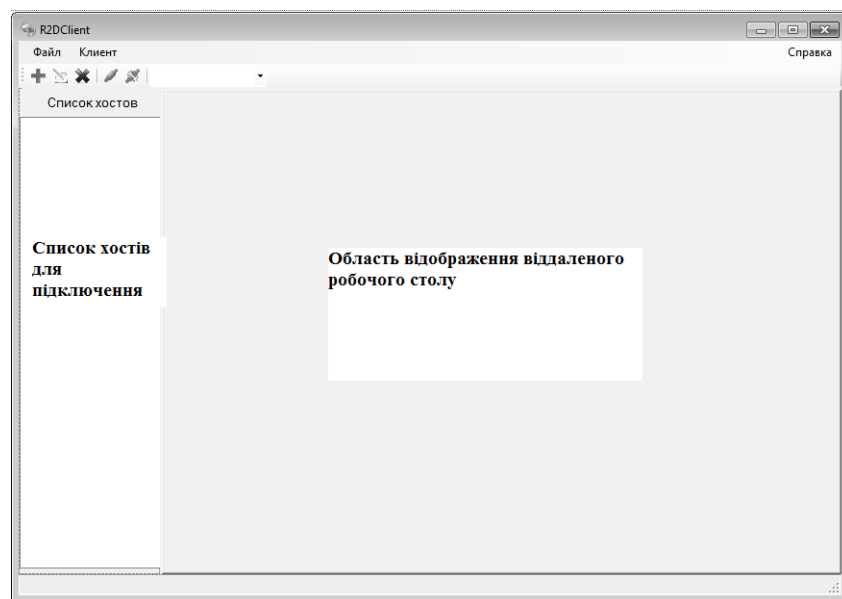 R2DClient
Файл Клиент Справка
Список хостов
Список хостів
для
підключення
Область відображення віддаленого
робочого столу